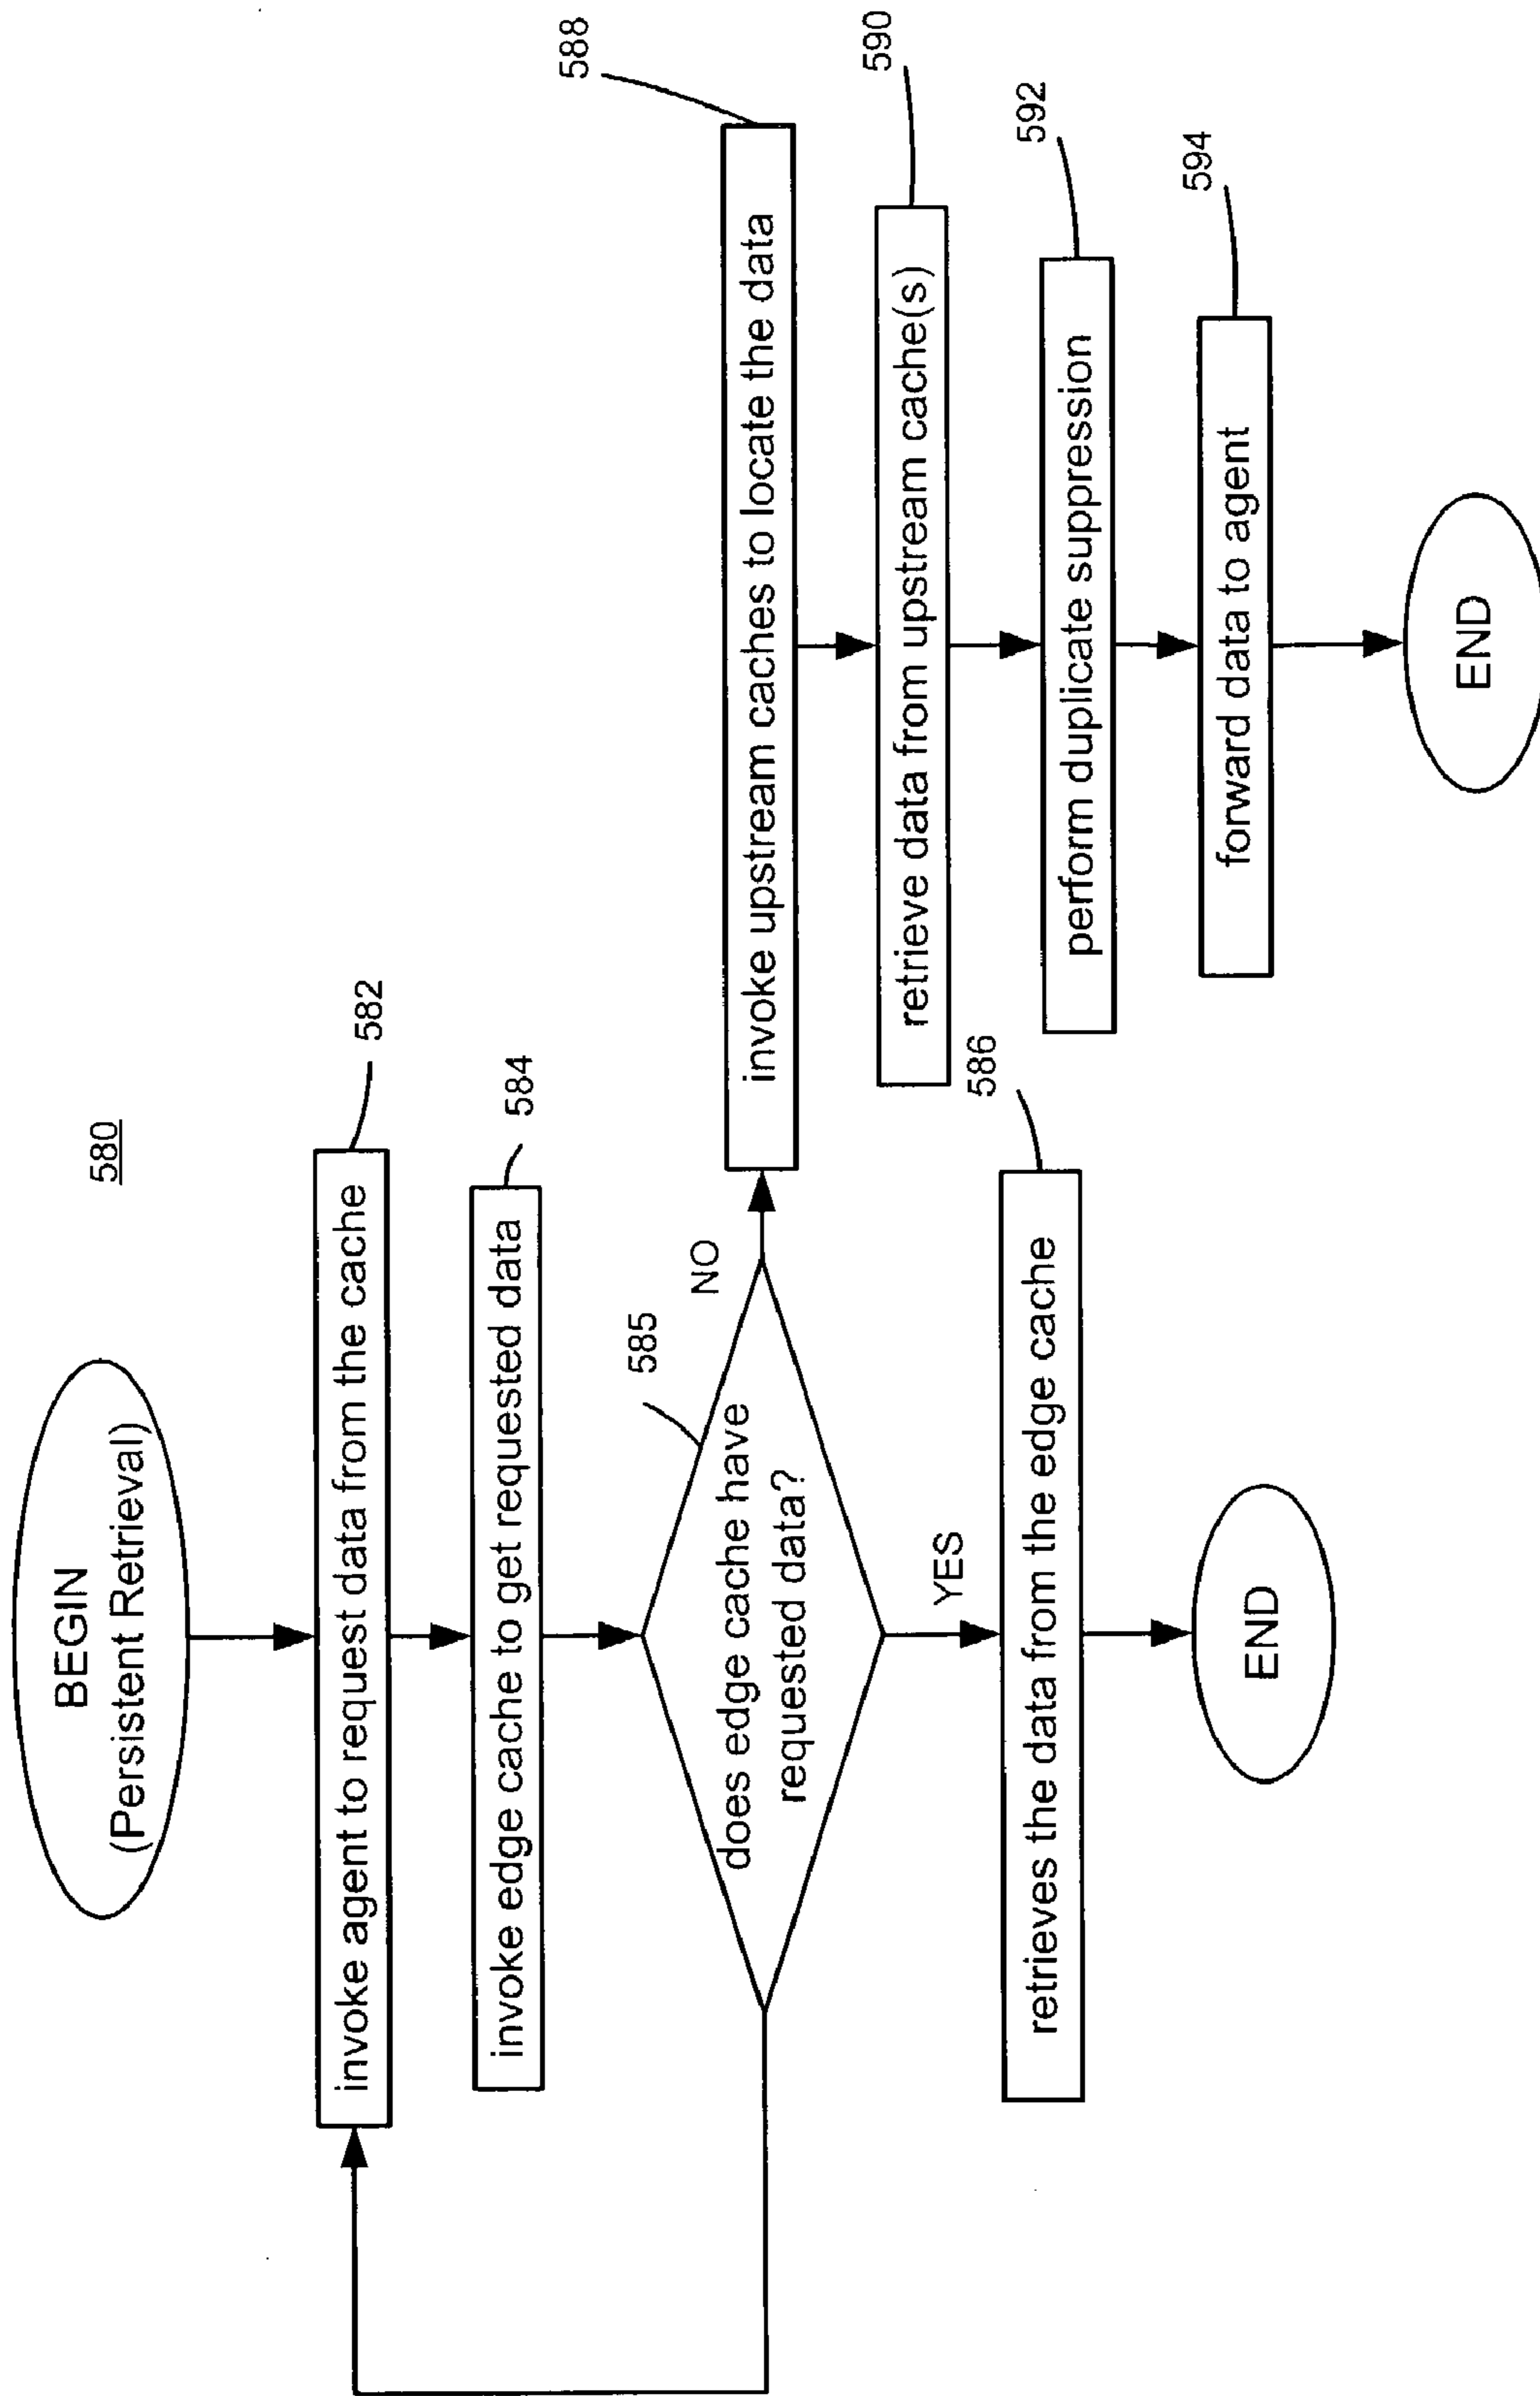 580
BEGIN
(Persistent Retrieval)
582
invoke agent to request data from the cache
584
invoke edge cache to get requested data
585
does edge cache have
requested data?
NO
YES
586
retrieves the data from the edge cache
END
588
invoke upstream caches to locate the data
590
retrieve data from upstream cache(s)
592
perform duplicate suppression
594
forward data to agent
END